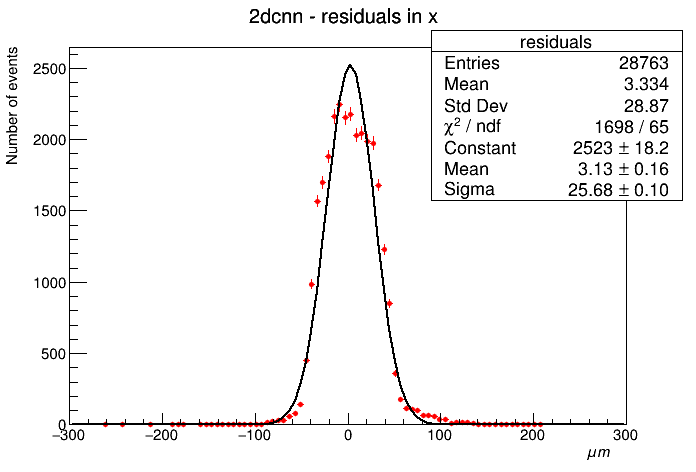 2dcnn - residuals in x
residuals
Entries 28763
Mean 3.334
Std Dev 28.87
χ² / ndf 1698 / 65
Constant 2523 ± 18.2
Mean 3.13 ± 0.16
Sigma 25.68 ± 0.10
Number of events
2500
2000
1500
1000
500
0
−300 −200 −100 0 100 200 300
μm